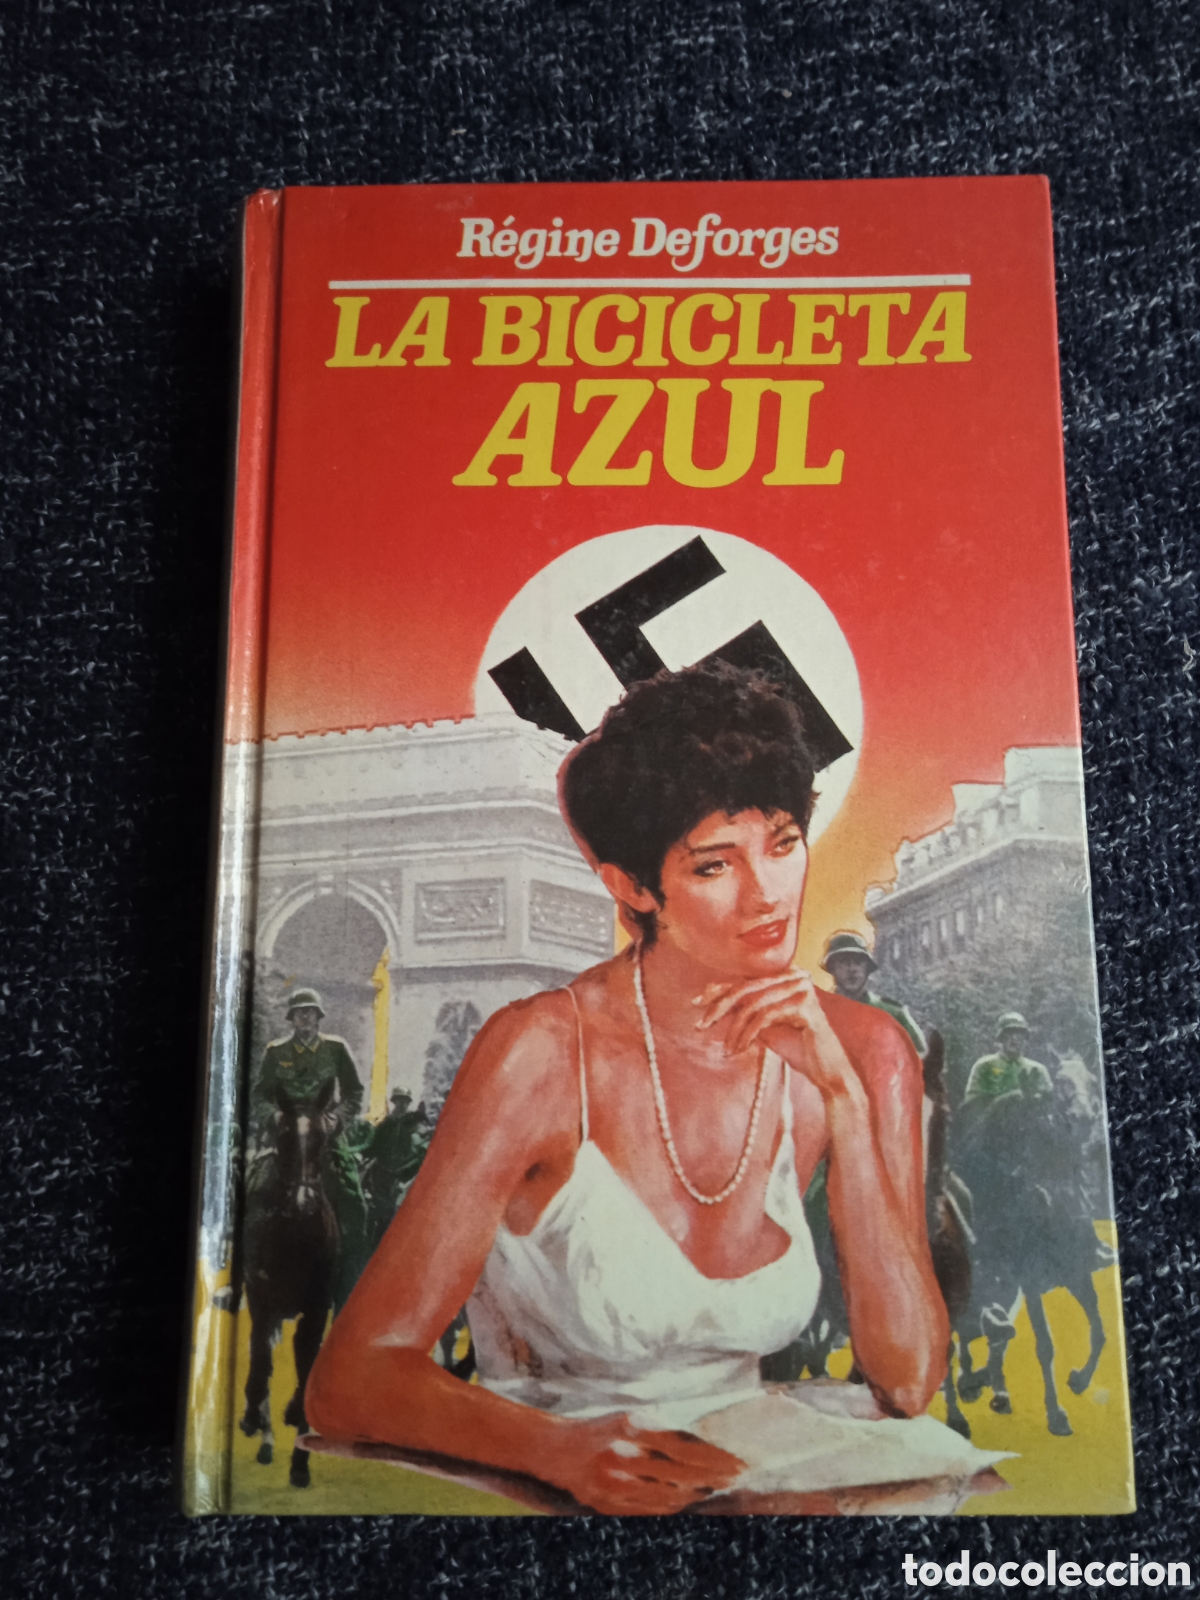 Régine Deforges
LA BICICLETA
AZUL
todocoleccion